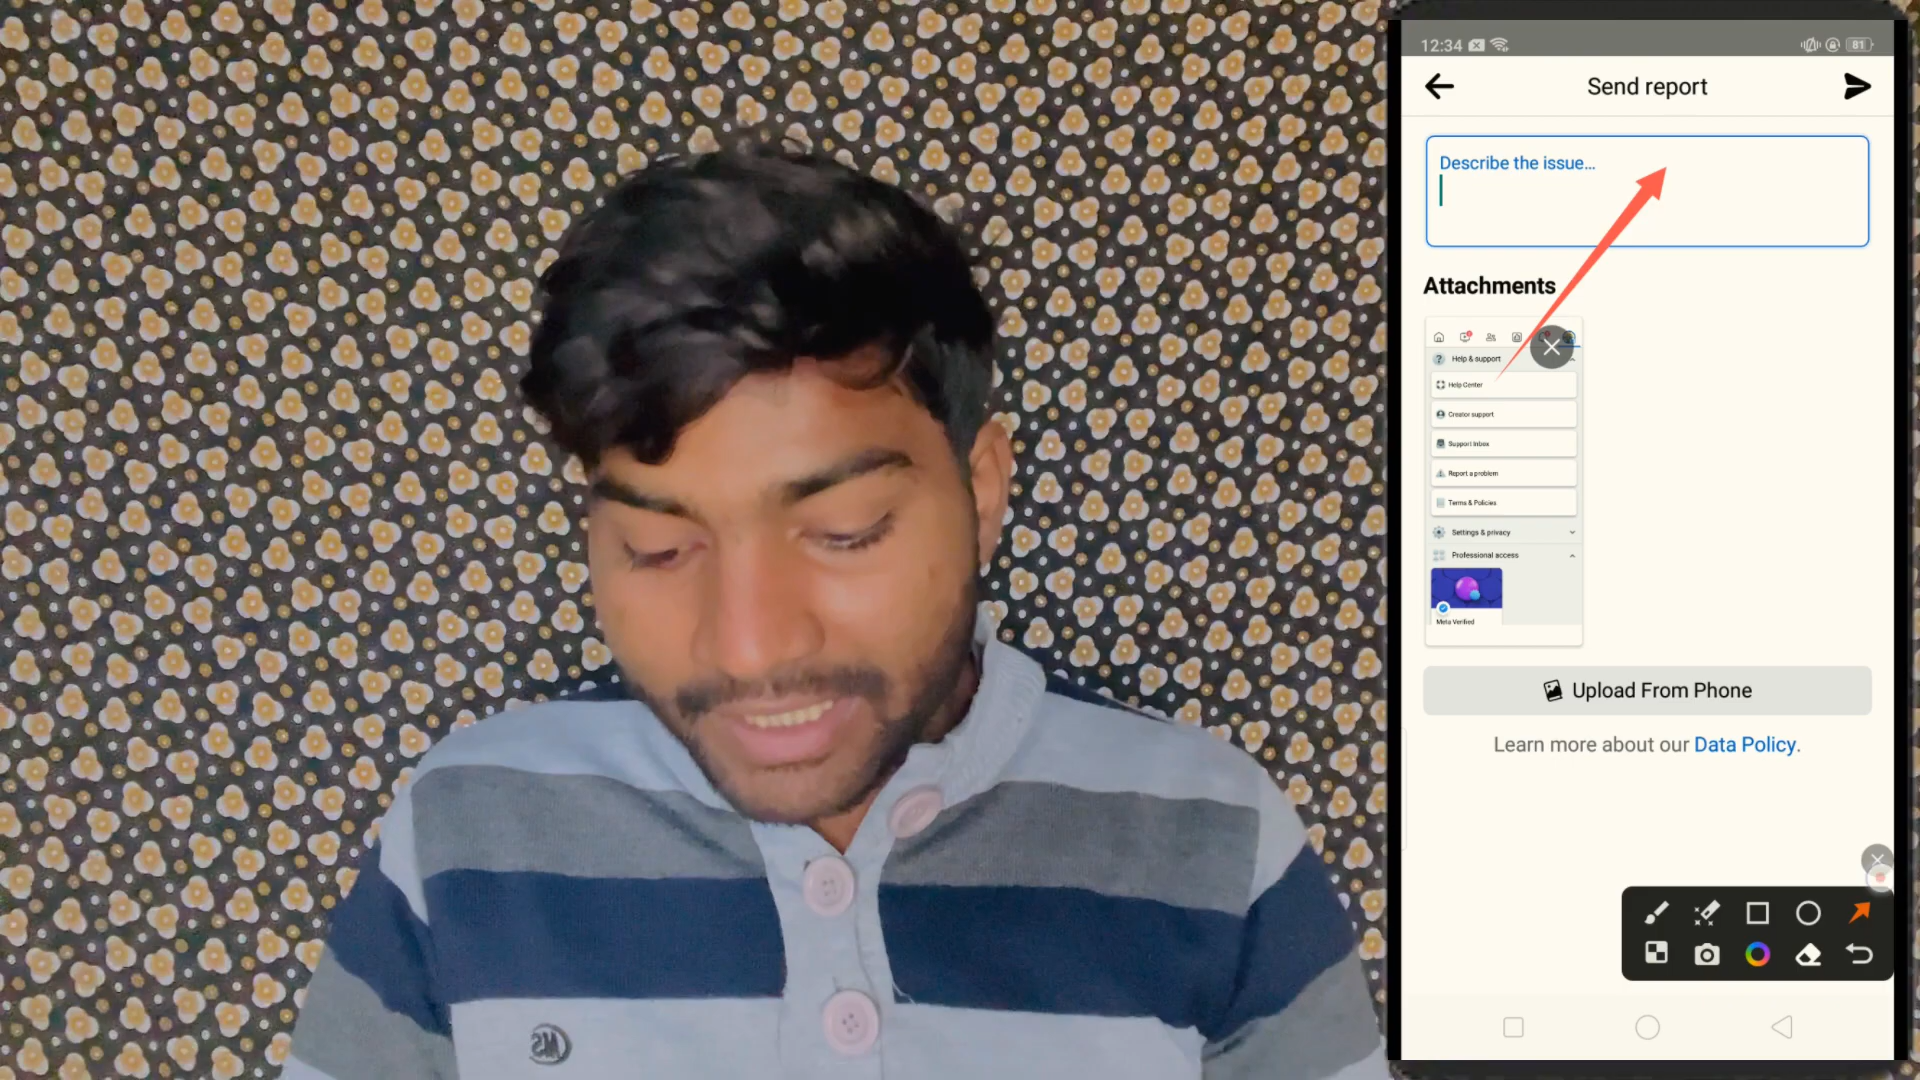 12:34
81
Send report
Describe the issue...
Attachments
Help & support
Help Center
Creator support
Support Inbox
Report a problem
Terms & Policies
Settings & privacy
Professional access
Meta Verified
Upload From Phone
Learn more about our Data Policy.